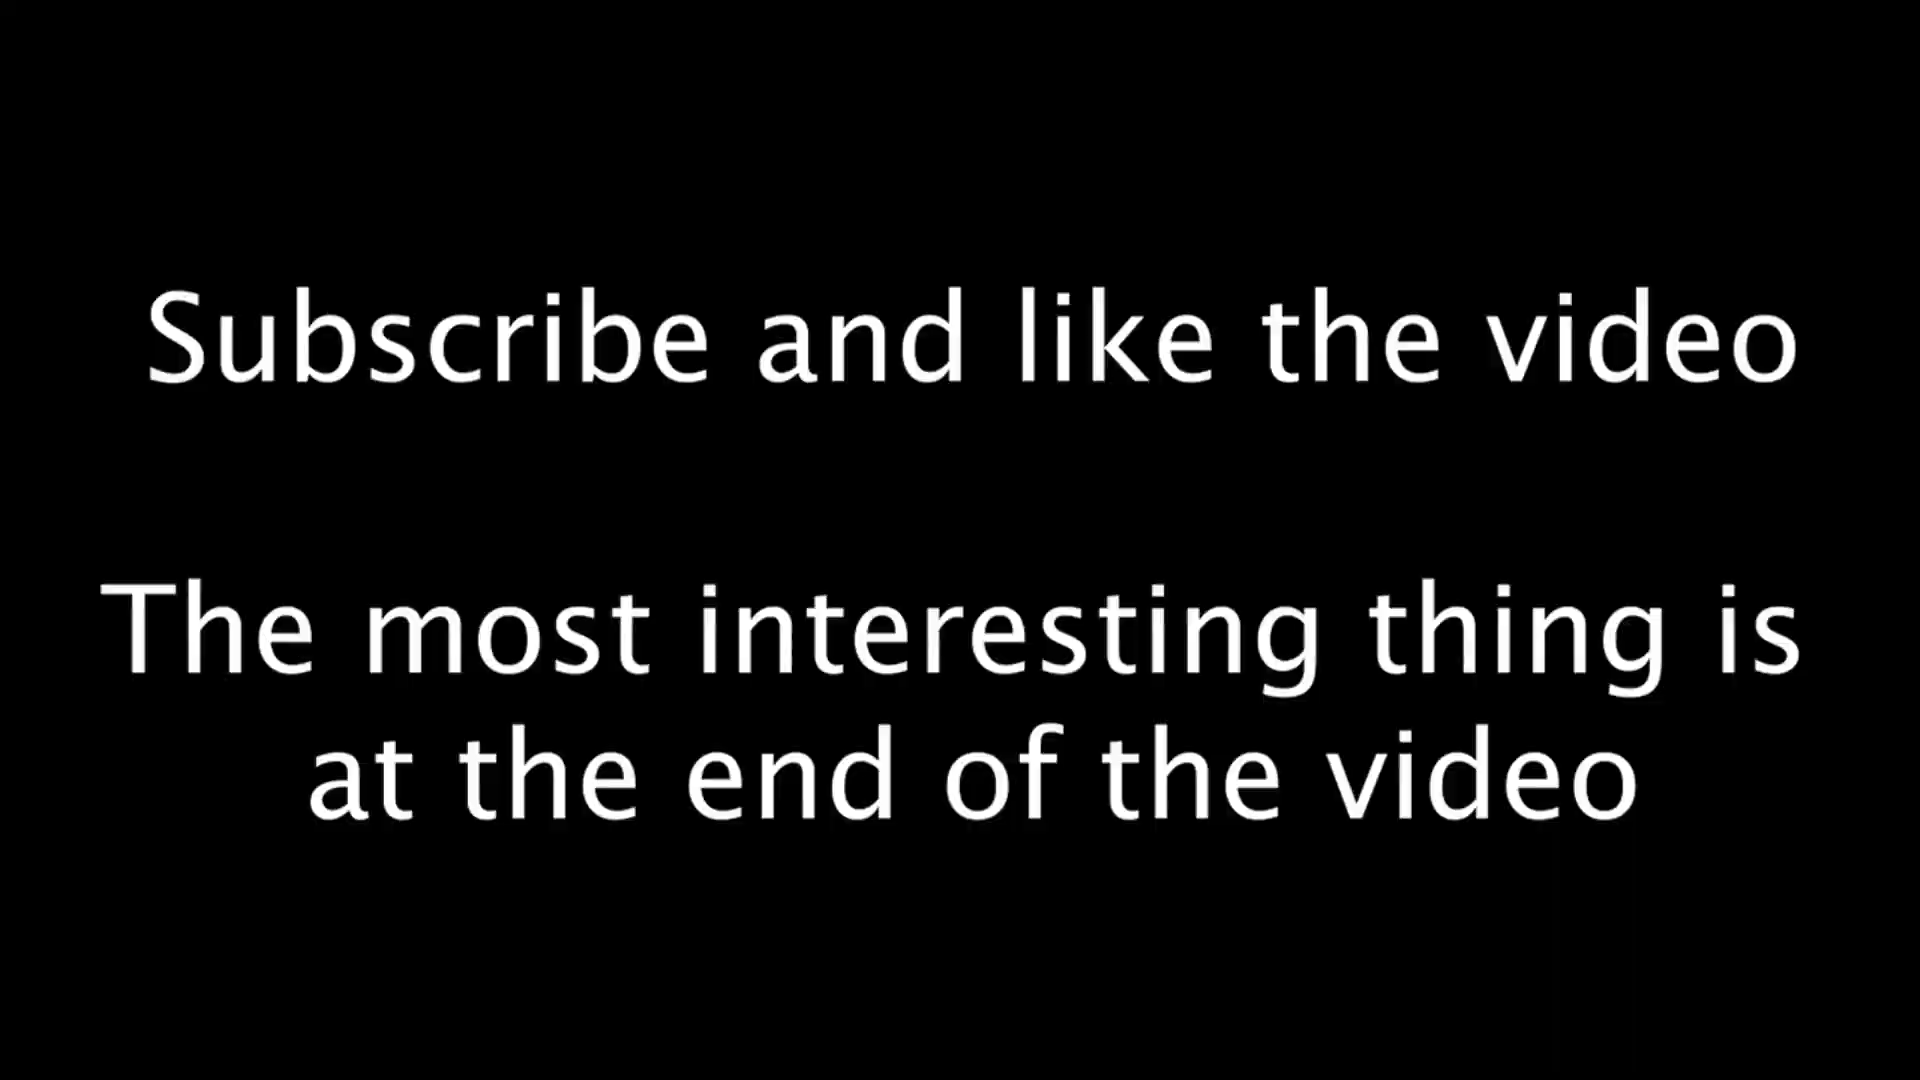 Subscribe and like the video
The most interesting thing is
at the end of the video